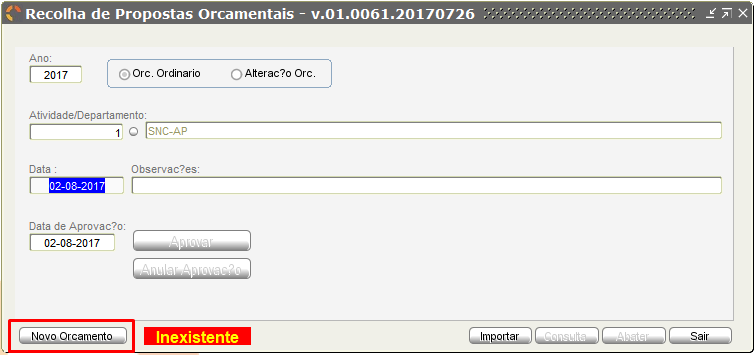 Recolha de Propostas Orcamentais - v.01.0061.20170726
Ano:
2017
Orc. Ordinario
Alterac?o Orc.
Atividade/Departamento:
1
SNC-AP
Data :
Observac?es:
02-08-2017
Data de Aprovac?o:
02-08-2017
Aprovar
Anular Aprovac?o
Novo Orcamento
Inexistente
Importar
Consulta
Abater
Sair